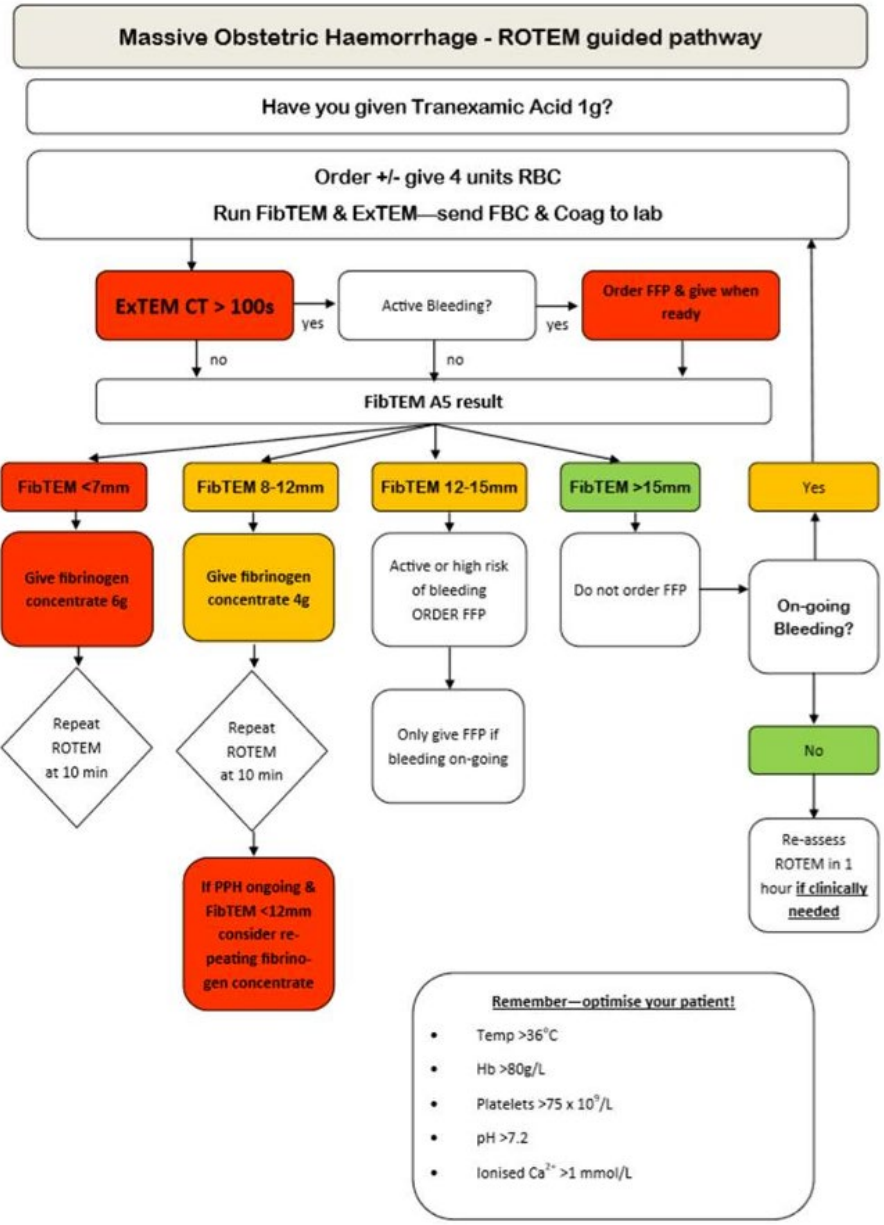 Massive Obstetric Haemorrhage - ROTEM guided pathway
Have you given Tranexamic Acid 1g?
Order +/- give 4 units RBC
Run FibTEM & ExTEM—send FBC & Coag to lab
ExTEM CT > 100s
yes
Active Bleeding?
yes
Order FFP & give when
ready
no
no
FibTEM A5 result
FibTEM <7mm
FibTEM 8-12mm
FibTEM 12-15mm
FibTEM >15mm
Yes
Give fibrinogen
concentrate 6g
Give fibrinogen
concentrate 4g
Active or high risk
of bleeding
ORDER FFP
Do not order FFP
On-going
Bleeding?
Repeat
ROTEM
at 10 min
Repeat
ROTEM
at 10 min
Only give FFP if
bleeding on-going
No
Re-assess
ROTEM in 1
hour if clinically
needed
If PPH ongoing &
FibTEM <12mm
consider re-
peating fibrino-
gen concentrate
Remember—optimise your patient!
• Temp >36°C
• Hb >80g/L
• Platelets >75 x 10⁹/L
• pH >7.2
• Ionised Ca²⁺ >1 mmol/L